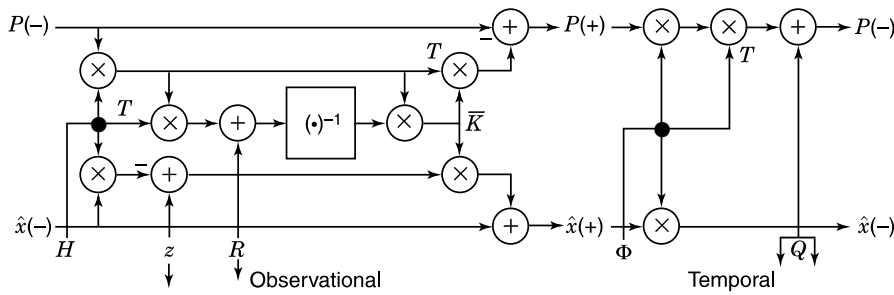 P(−) − P(+) P(−)
T T
T (•)⁻¹ K̅
−
x̂(−) x̂(+) x̂(−)
H z R Φ Q
Observational Temporal